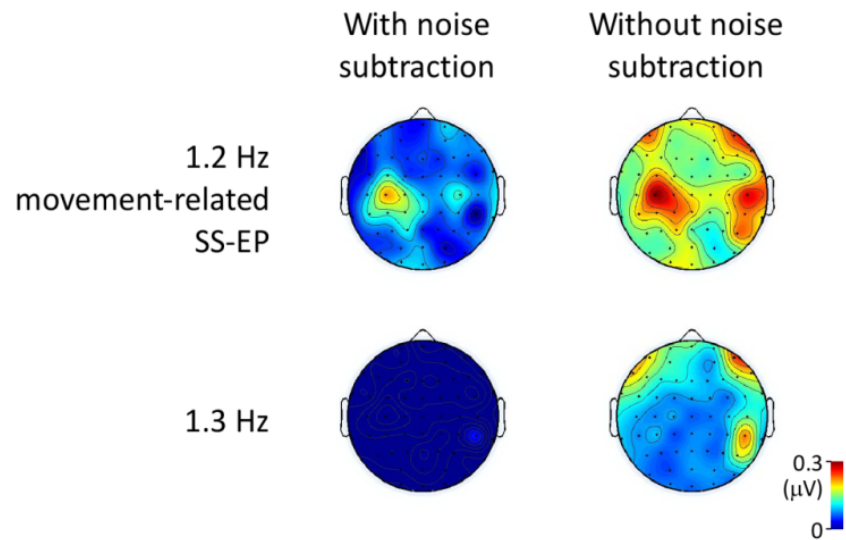 With noise
subtraction
Without noise
subtraction
1.2 Hz
movement-related
SS-EP
1.3 Hz
0.3
(μV)
0